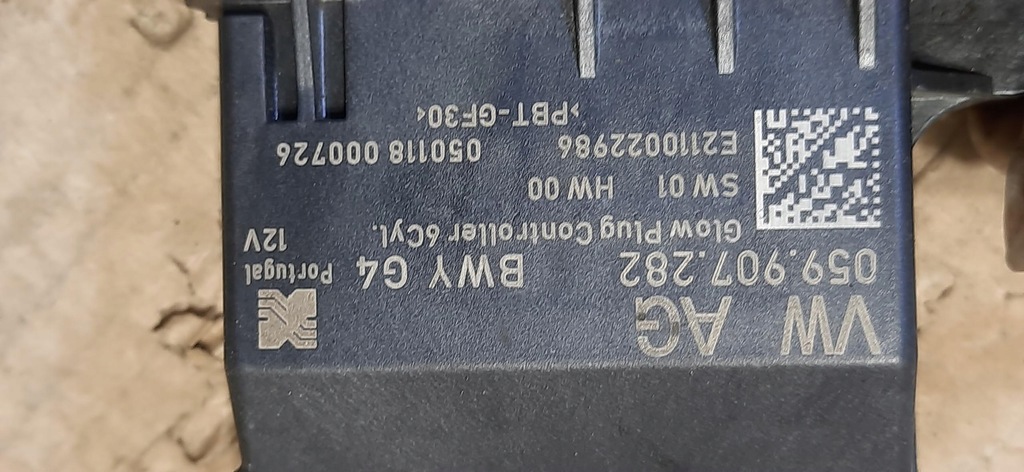 VW AG
059.907.282 BWY G4 Portugal
Glow Plug Controller 6Cyl. 12V
SW 01 HW 00
E2110022986 050118 000726
>PBT-GF30<